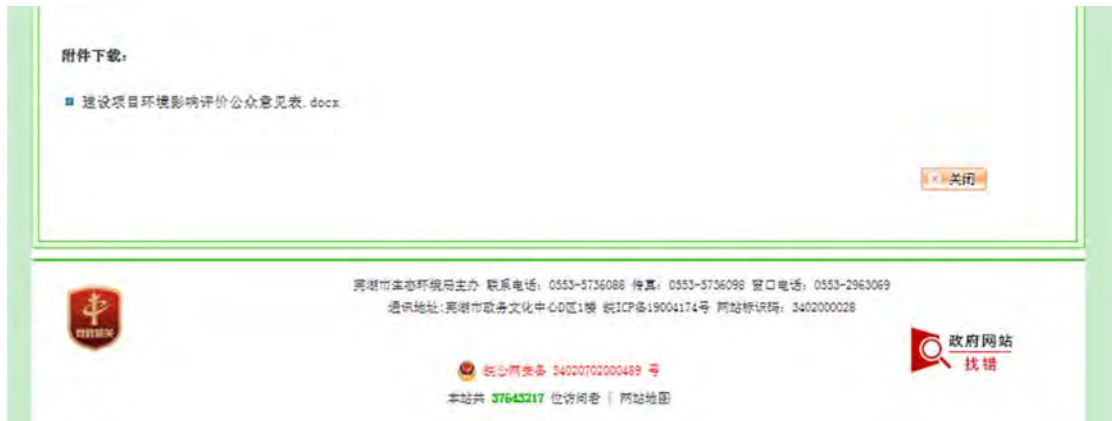 附件下载:
建设项目环境影响评价公众意见表.docx
关闭
芜湖市生态环境局主办 联系电话: 0553-5736088 传真: 0553-5736098 窗口电话: 0553-2963069
通讯地址:芜湖市政务文化中心D区1楼 皖ICP备19004174号 网站标识码: 3402000028
党政机关
政府网站
找错
皖公网安备 34020702000489 号
本站共 37643217 位访问者 | 网站地图